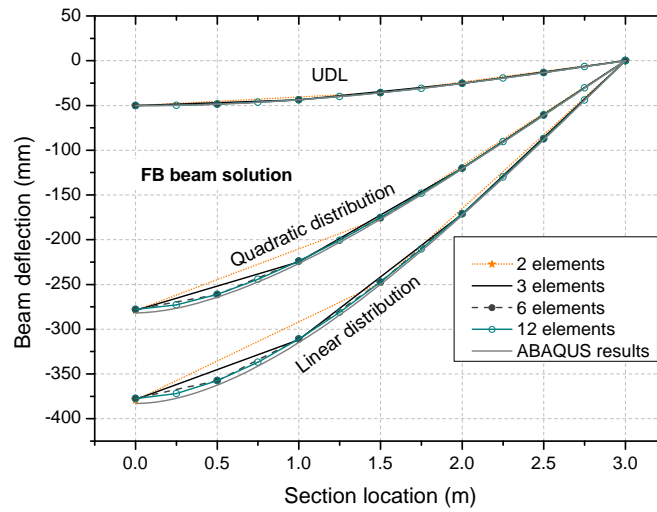 50
0
-50
-100
-150
-200
-250
-300
-350
-400
Beam deflection (mm)
UDL
FB beam solution
Quadratic distribution
Linear distribution
2 elements
3 elements
6 elements
12 elements
ABAQUS results
0.0 0.5 1.0 1.5 2.0 2.5 3.0
Section location (m)